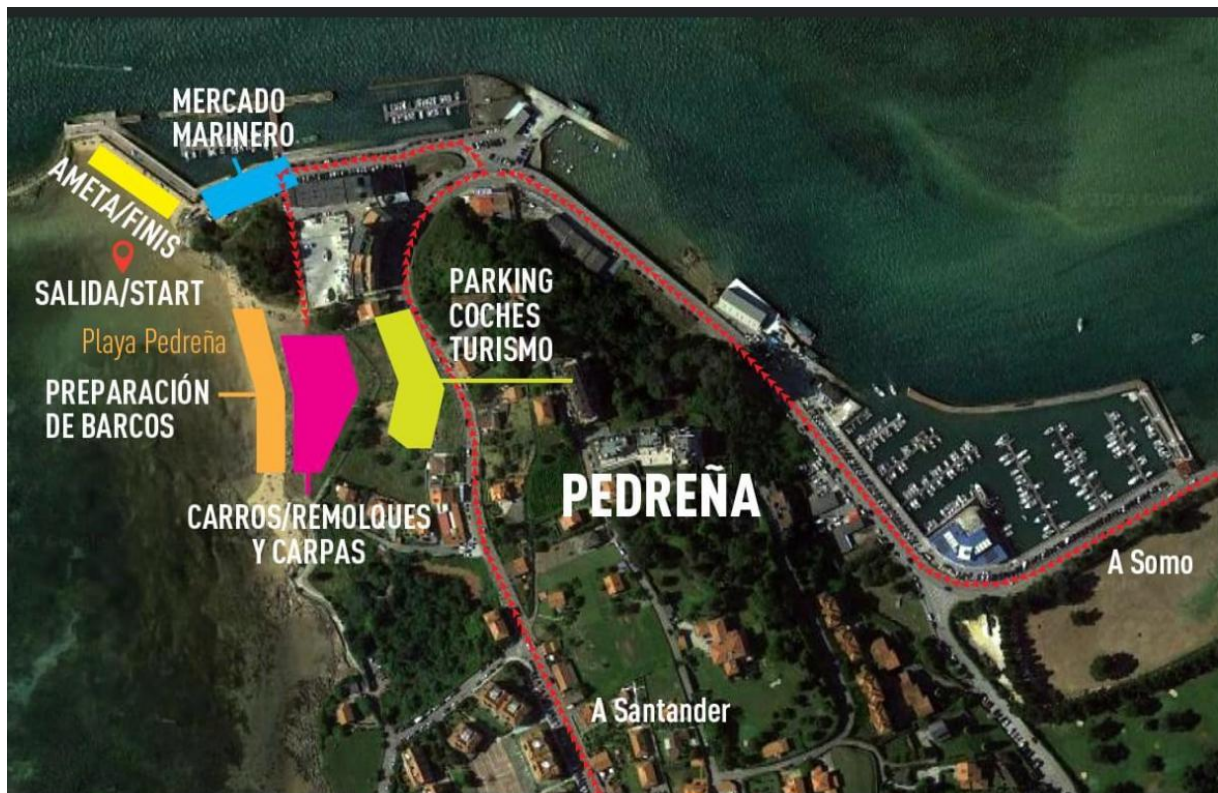 MERCADO
MARINERO
AMETA/FINIS
SALIDA/START
Playa Pedreña
PREPARACIÓN
DE BARCOS
PARKING
COCHES
TURISMO
CARROS/REMOLQUES
Y CARPAS
PEDREÑA
A Somo
A Santander